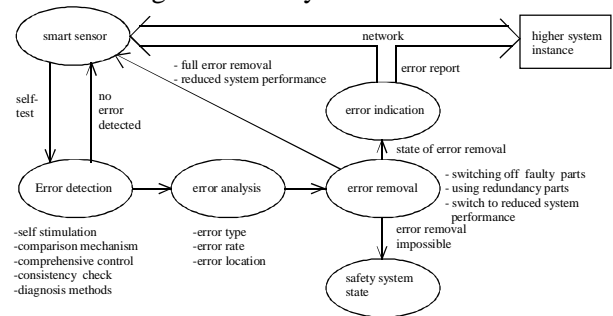 smart sensor
network
higher system
instance
- full error removal
- reduced system performance
error report
self-
test
no
error
detected
error indication
state of error removal
Error detection
error analysis
error removal
- switching off faulty parts
- using redundancy parts
- switch to reduced system
performance
-self stimulation
-comparison mechanism
-comprehensive control
-consistency check
-diagnosis methods
-error type
-error rate
-error location
error removal
impossible
safety system
state